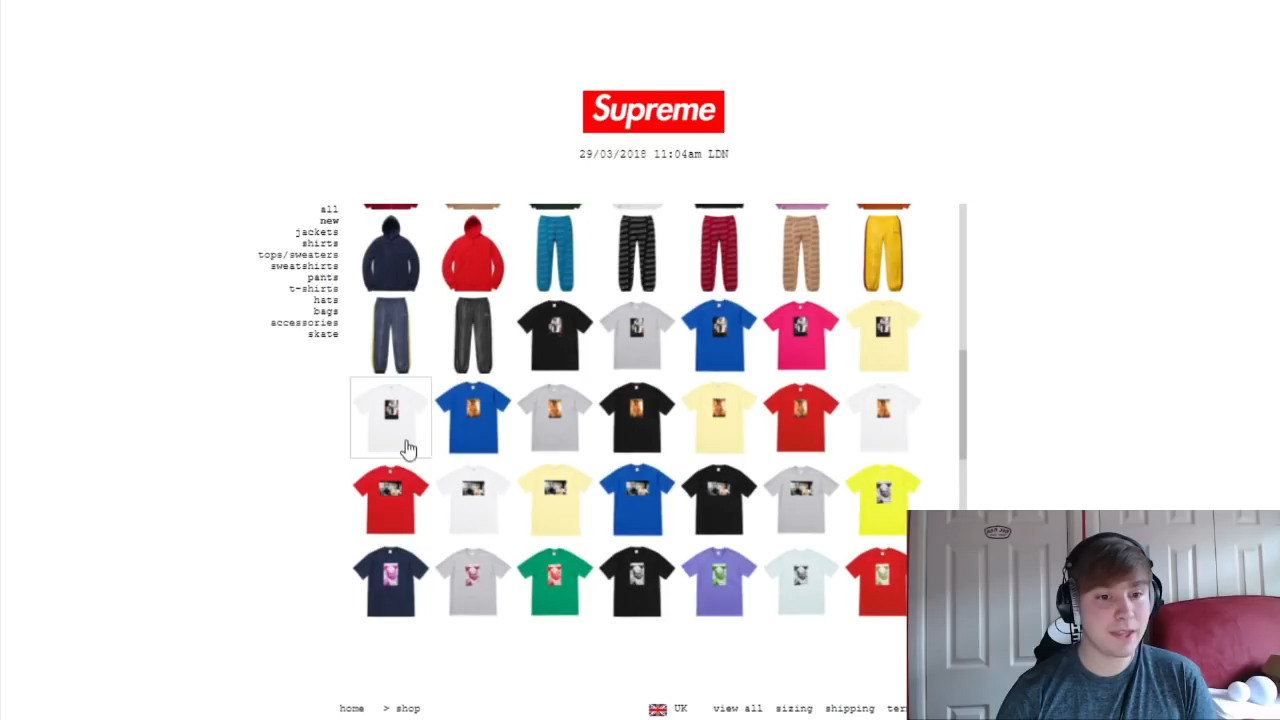 Supreme
29/03/2018 11:04am LDN
all
new
jackets
shirts
tops/sweaters
sweatshirts
pants
t-shirts
hats
bags
accessories
skate
home > shop
UK view all sizing shipping ter